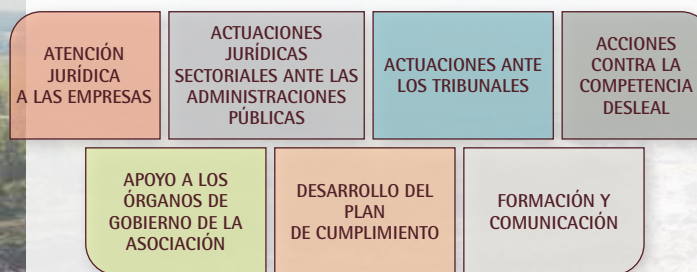 ATENCIÓN
JURÍDICA
A LAS EMPRESAS
ACTUACIONES
JURÍDICAS
SECTORIALES ANTE LAS
ADMINISTRACIONES
PÚBLICAS
ACTUACIONES ANTE
LOS TRIBUNALES
ACCIONES
CONTRA LA
COMPETENCIA
DESLEAL
APOYO A LOS
ÓRGANOS DE
GOBIERNO DE LA
ASOCIACIÓN
DESARROLLO DEL
PLAN
DE CUMPLIMIENTO
FORMACIÓN Y
COMUNICACIÓN